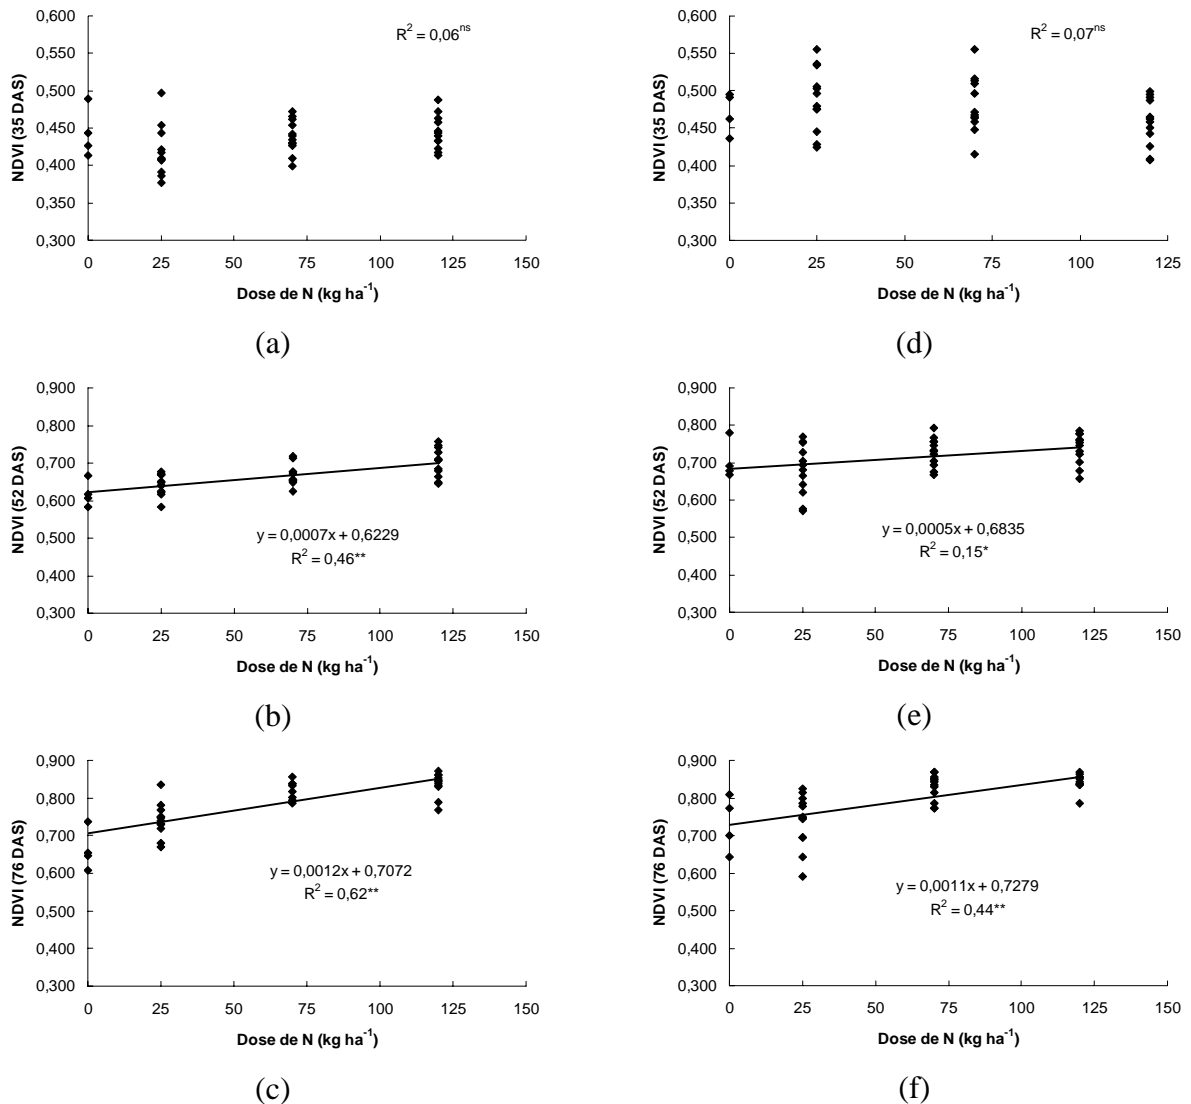 0,600
0,550
0,500
0,450
0,400
0,350
0,300
NDVI (35 DAS)
R² = 0,06ⁿˢ
0 25 50 75 100 125 150
Dose de N (kg ha⁻¹)
(a)
0,600
0,550
0,500
0,450
0,400
0,350
0,300
NDVI (35 DAS)
R² = 0,07ⁿˢ
0 25 50 75 100 125
Dose de N (kg ha⁻¹)
(d)
0,900
0,800
0,700
0,600
0,500
0,400
0,300
NDVI (52 DAS)
y = 0,0007x + 0,6229
R² = 0,46**
0 25 50 75 100 125 150
Dose de N (kg ha⁻¹)
(b)
0,900
0,800
0,700
0,600
0,500
0,400
0,300
NDVI (52 DAS)
y = 0,0005x + 0,6835
R² = 0,15*
0 25 50 75 100 125 150
Dose de N (kg ha⁻¹)
(e)
0,900
0,800
0,700
0,600
0,500
0,400
0,300
NDVI (76 DAS)
y = 0,0012x + 0,7072
R² = 0,62**
0 25 50 75 100 125 150
Dose de N (kg ha⁻¹)
(c)
0,900
0,800
0,700
0,600
0,500
0,400
0,300
NDVI (76 DAS)
y = 0,0011x + 0,7279
R² = 0,44**
0 25 50 75 100 125 150
Dose de N (kg ha⁻¹)
(f)